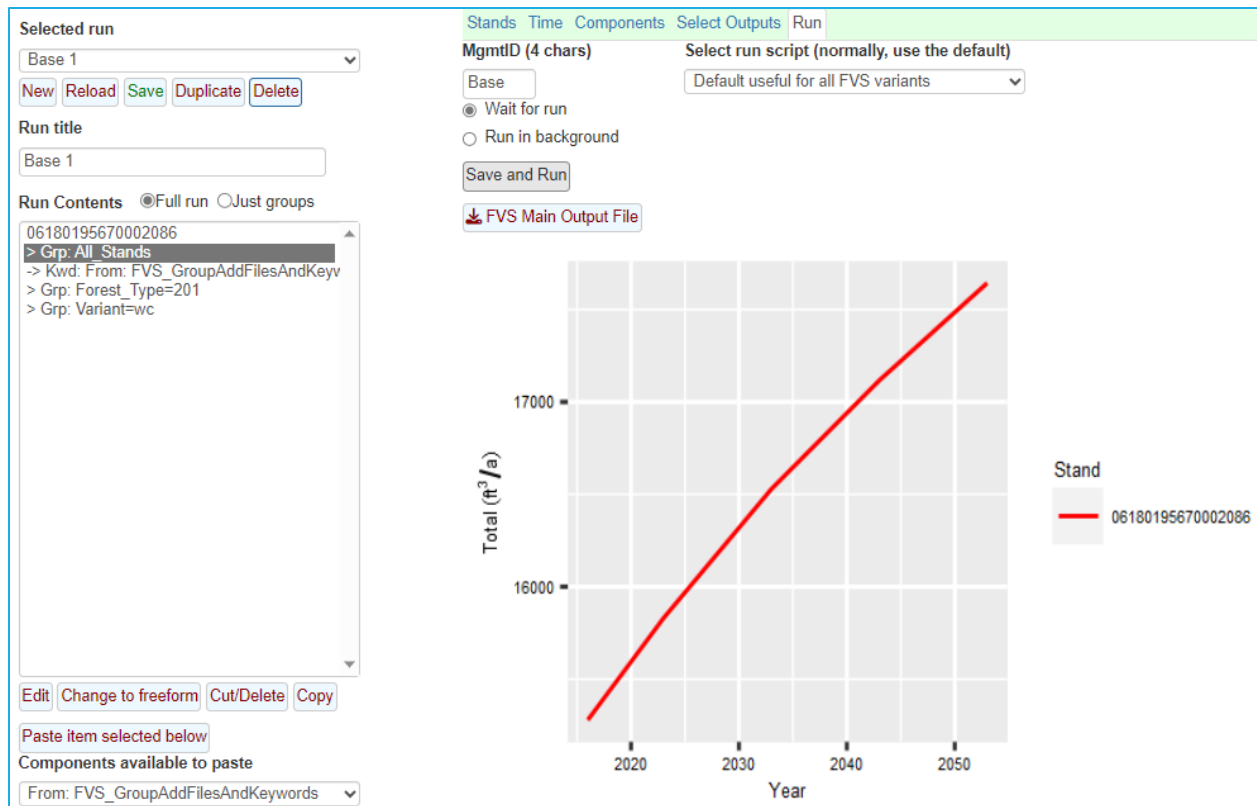 Selected run
Base 1
New Reload Save Duplicate Delete
Run title
Base 1
Run Contents Full run Just groups
06180195670002086
> Grp: All_Stands
-> Kwd: From: FVS_GroupAddFilesAndKeyw
> Grp: Forest_Type=201
> Grp: Variant=wc
Edit Change to freeform Cut/Delete Copy
Paste item selected below
Components available to paste
From: FVS_GroupAddFilesAndKeywords
Stands Time Components Select Outputs Run
MgmtID (4 chars) Select run script (normally, use the default)
Base Default useful for all FVS variants
Wait for run
Run in background
Save and Run
FVS Main Output File
17000
16000
Total (ft³/a)
2020 2030 2040 2050
Year
Stand
06180195670002086